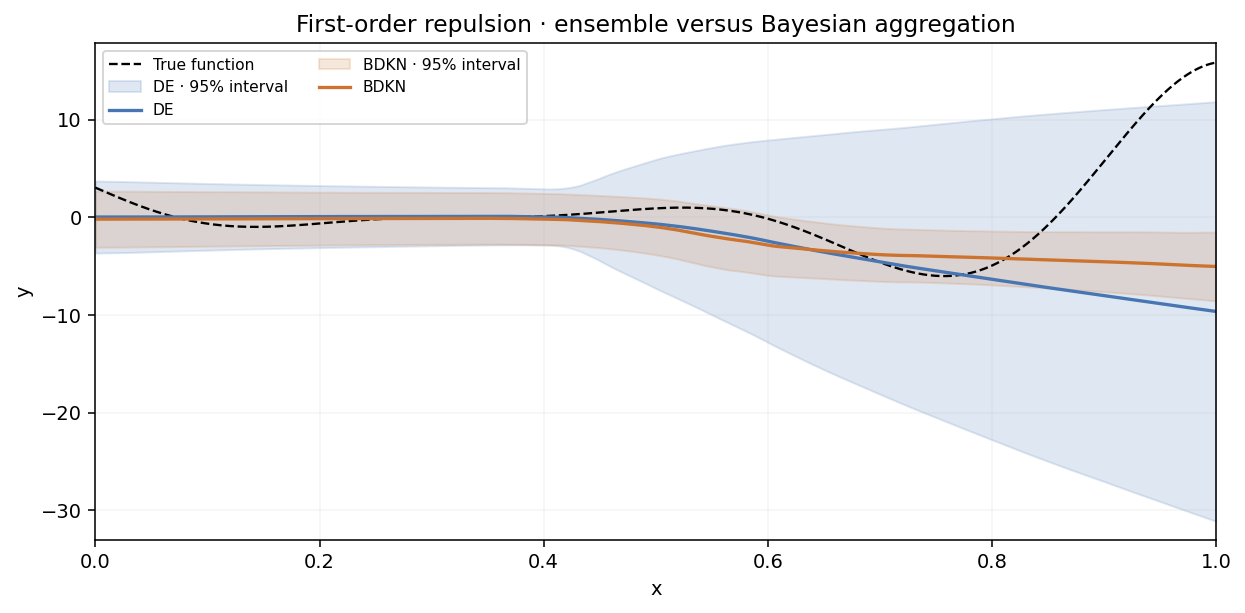 First-order repulsion · ensemble versus Bayesian aggregation
True function
DE · 95% interval
DE
BDKN · 95% interval
BDKN
10
0
−10
−20
−30
y
0.0
0.2
0.4
0.6
0.8
1.0
x